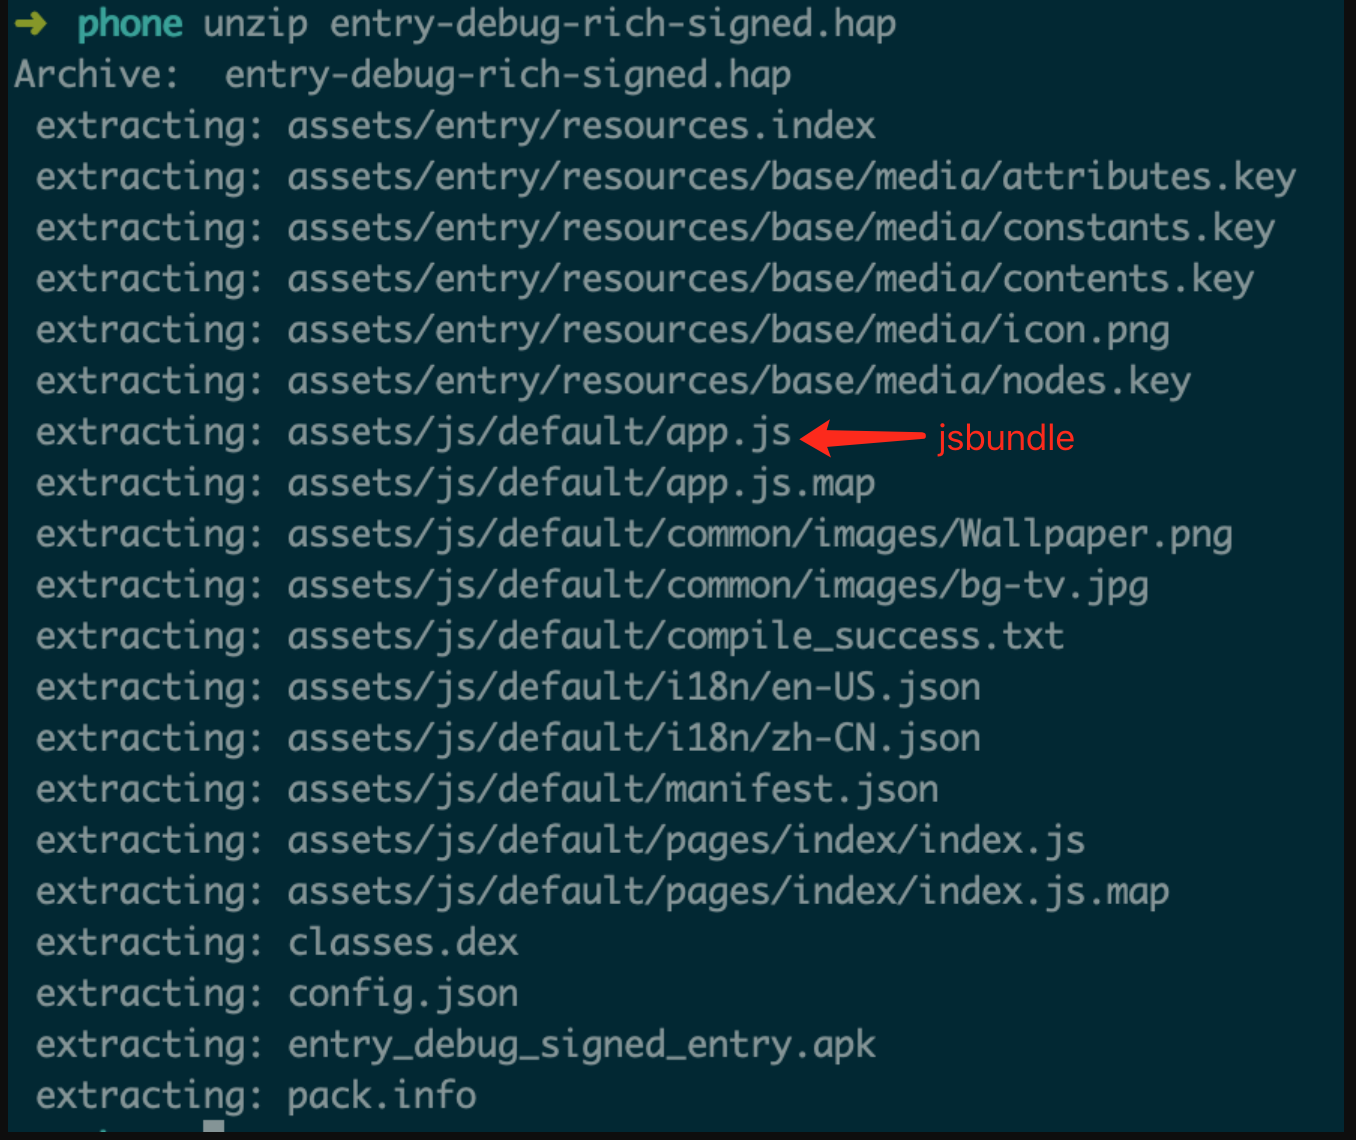 ➜ phone unzip entry-debug-rich-signed.hap
Archive:  entry-debug-rich-signed.hap
 extracting: assets/entry/resources.index
 extracting: assets/entry/resources/base/media/attributes.key
 extracting: assets/entry/resources/base/media/constants.key
 extracting: assets/entry/resources/base/media/contents.key
 extracting: assets/entry/resources/base/media/icon.png
 extracting: assets/entry/resources/base/media/nodes.key
 extracting: assets/js/default/app.js jsbundle
 extracting: assets/js/default/app.js.map
 extracting: assets/js/default/common/images/Wallpaper.png
 extracting: assets/js/default/common/images/bg-tv.jpg
 extracting: assets/js/default/compile_success.txt
 extracting: assets/js/default/i18n/en-US.json
 extracting: assets/js/default/i18n/zh-CN.json
 extracting: assets/js/default/manifest.json
 extracting: assets/js/default/pages/index/index.js
 extracting: assets/js/default/pages/index/index.js.map
 extracting: classes.dex
 extracting: config.json
 extracting: entry_debug_signed_entry.apk
 extracting: pack.info